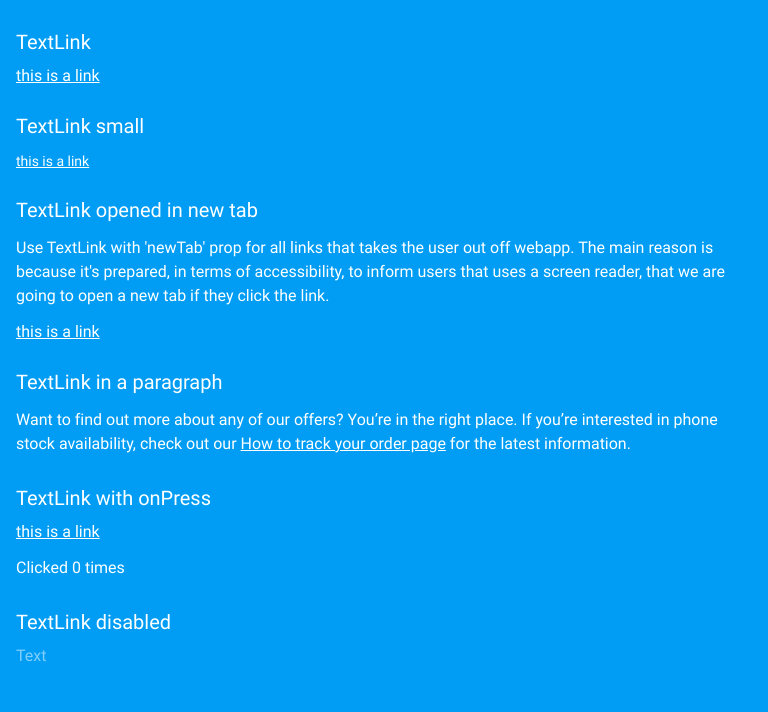 TextLink
this is a link
TextLink small
this is a link
TextLink opened in new tab
Use TextLink with 'newTab' prop for all links that takes the user out off webapp. The main reason is
because it's prepared, in terms of accessibility, to inform users that uses a screen reader, that we are
going to open a new tab if they click the link.
this is a link
TextLink in a paragraph
Want to find out more about any of our offers? You’re in the right place. If you’re interested in phone
stock availability, check out our How to track your order page for the latest information.
TextLink with onPress
this is a link
Clicked 0 times
TextLink disabled
Text